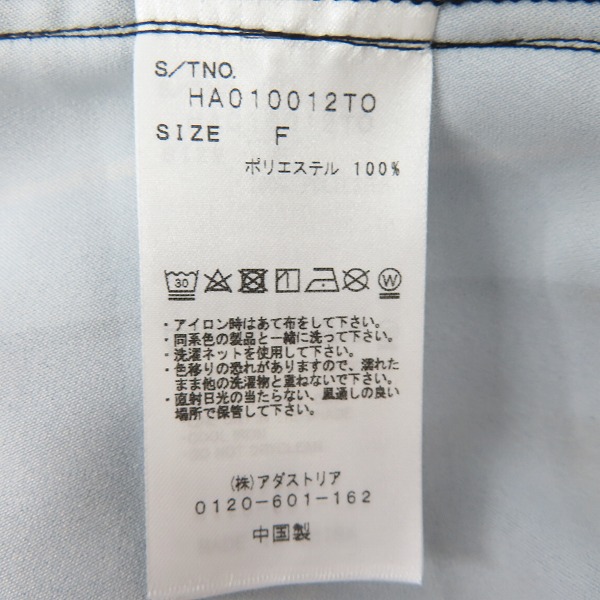 S/TNO.
HA010012TO
SIZE F
ポリエステル 100%
30 W
・アイロン時はあて布をして下さい。
・同系色の製品と一緒に洗って下さい。
・洗濯ネットを使用して下さい。
・色移りの恐れがありますので、濡れた
まま他の洗濯物と重ねないで下さい。
・直射日光の当たらない、風通しの良い
場所で保管して下さい。
(株)アダストリア
0120-601-162
中国製